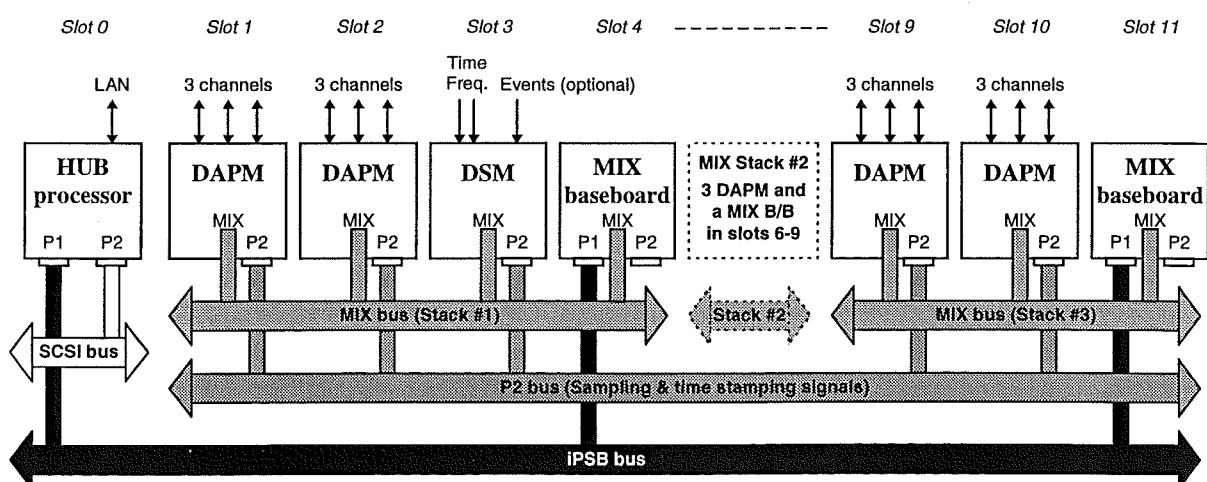 Slot 0 Slot 1 Slot 2 Slot 3 Slot 4 Slot 9 Slot 10 Slot 11
LAN
3 channels
3 channels
Time
Freq.
Events (optional)
3 channels
3 channels
HUB
processor
P1 P2
DAPM
MIX
P2
DAPM
MIX
P2
DSM
MIX
P2
MIX
baseboard
MIX
P1 P2
MIX Stack #2
3 DAPM and
a MIX B/B
in slots 6-9
DAPM
MIX
P2
DAPM
MIX
P2
MIX
baseboard
MIX
P1 P2
MIX bus (Stack #1)
Stack #2
MIX bus (Stack #3)
SCSI bus
P2 bus (Sampling & time stamping signals)
iPSB bus